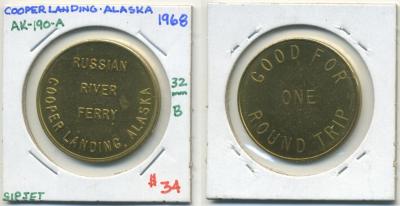 COOPER LANDING · ALASKA
AK-190-A
1968
RUSSIAN
RIVER
FERRY
COOPER LANDING, ALASKA
32
B
SIPJET
$34
GOOD FOR
ONE
ROUND TRIP